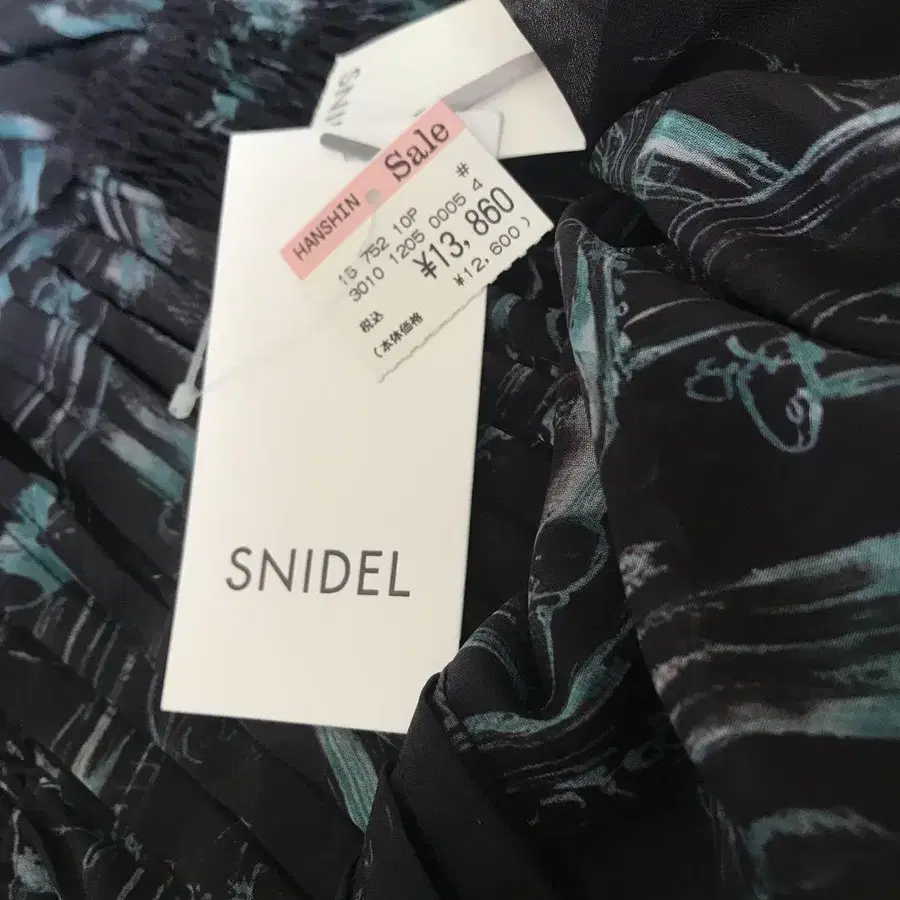 SNI
HANSHIN Sale
15 752 10P #
3010 1205 0005 4
税込 ¥13,860
(本体価格 ¥12,600)
SNIDEL